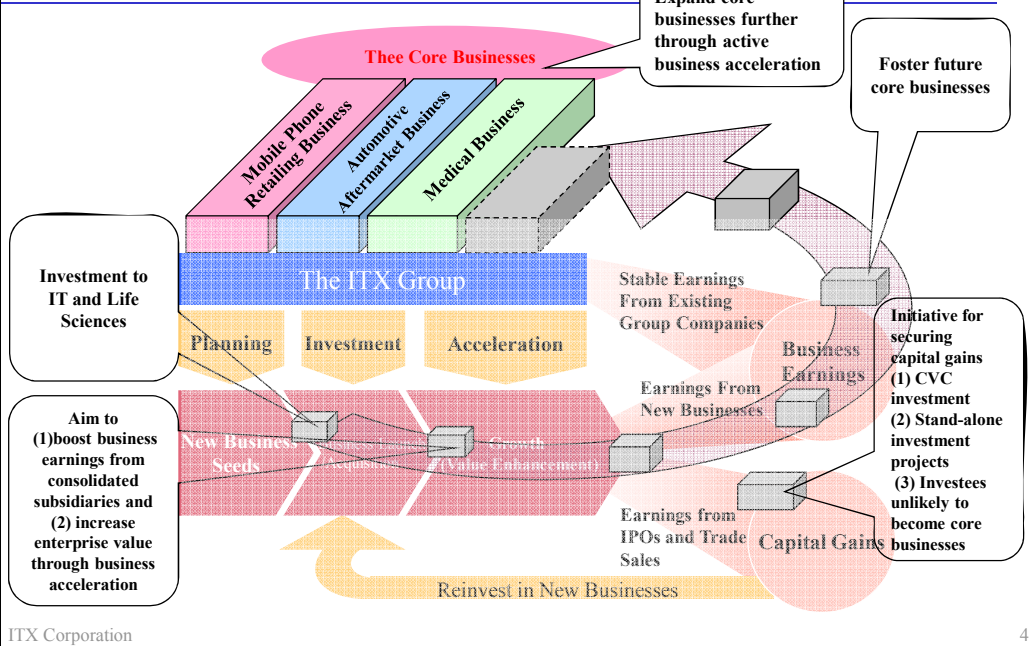 Expand core
businesses further
through active
business acceleration
Thee Core Businesses
Foster future
core businesses
Mobile Phone
Retailing Business
Automotive
Aftermarket Business
Medical Business
Investment to
IT and Life
Sciences
The ITX Group
Stable Earnings
From Existing
Group Companies
Planning
Investment
Acceleration
Business
Earnings
Initiative for
securing
capital gains
(1) CVC
investment
(2) Stand-alone
investment
projects
(3) Investees
unlikely to
become core
businesses
Earnings From
New Businesses
Aim to
(1)boost business
earnings from
consolidated
subsidiaries and
(2) increase
enterprise value
through business
acceleration
New Business
Seeds
Growth
(Value Enhancement)
Earnings from
IPOs and Trade
Sales
Capital Gains
Reinvest in New Businesses
ITX Corporation
4